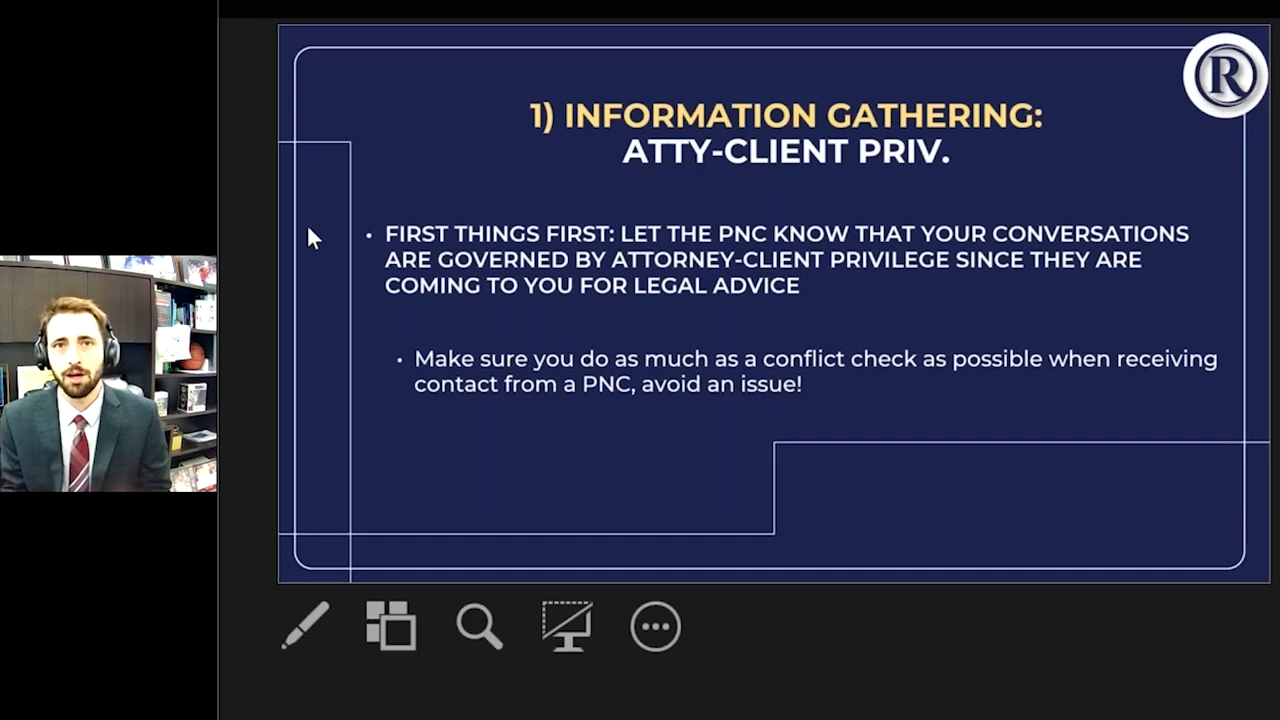 R
1) INFORMATION GATHERING:
ATTY-CLIENT PRIV.
• FIRST THINGS FIRST: LET THE PNC KNOW THAT YOUR CONVERSATIONS
ARE GOVERNED BY ATTORNEY-CLIENT PRIVILEGE SINCE THEY ARE
COMING TO YOU FOR LEGAL ADVICE
• Make sure you do as much as a conflict check as possible when receiving
contact from a PNC, avoid an issue!